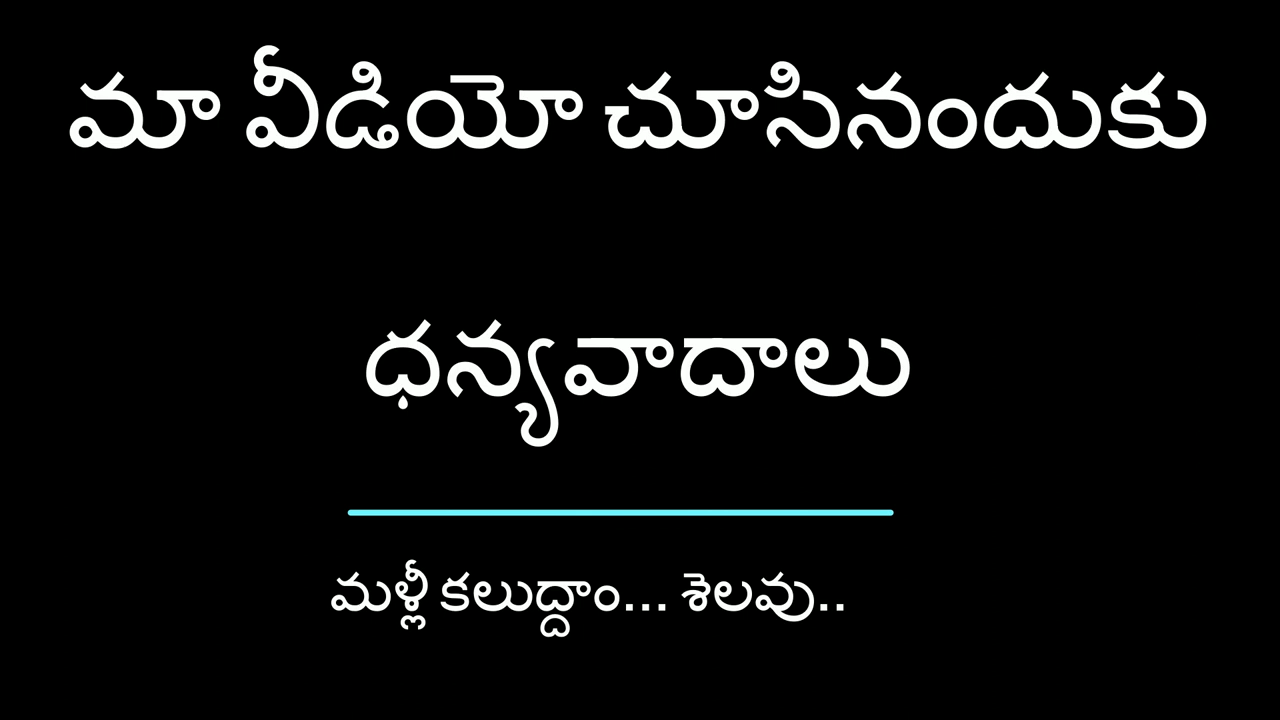 మా వీడియో చూసినందుకు
ధన్యవాదాలు
మళ్లీ కలుద్దాం... శెలవు..